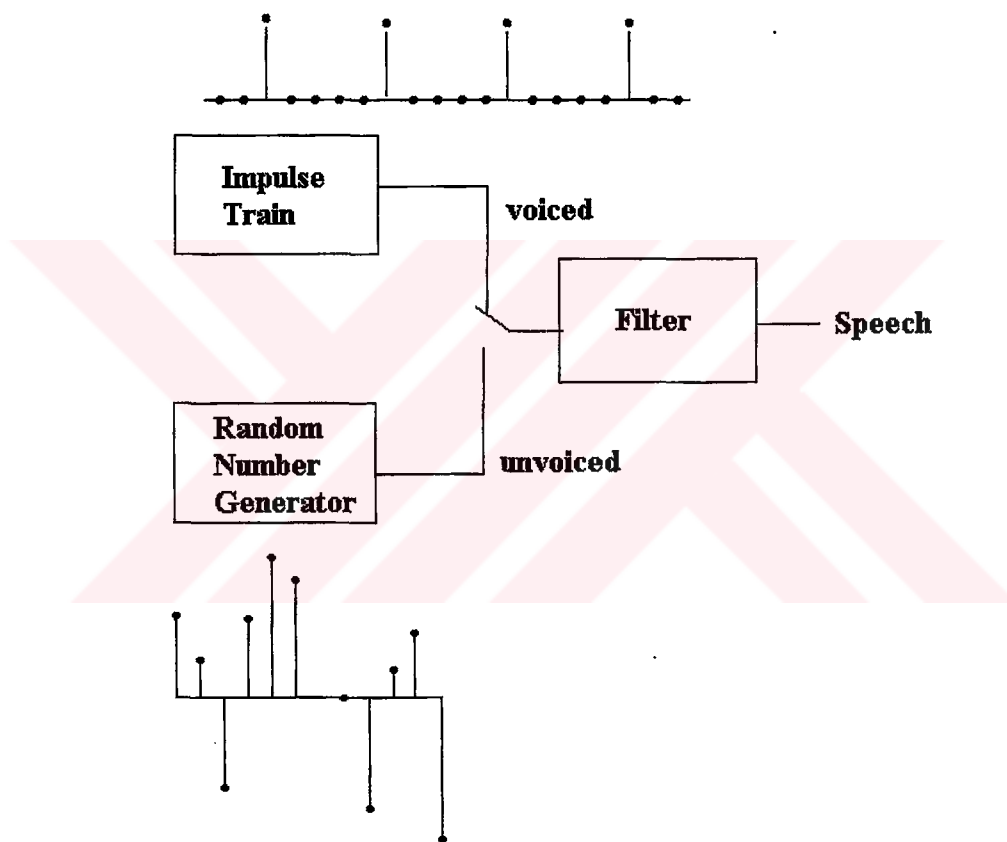 Impulse
Train
voiced
Filter
Speech
Random
Number
Generator
unvoiced